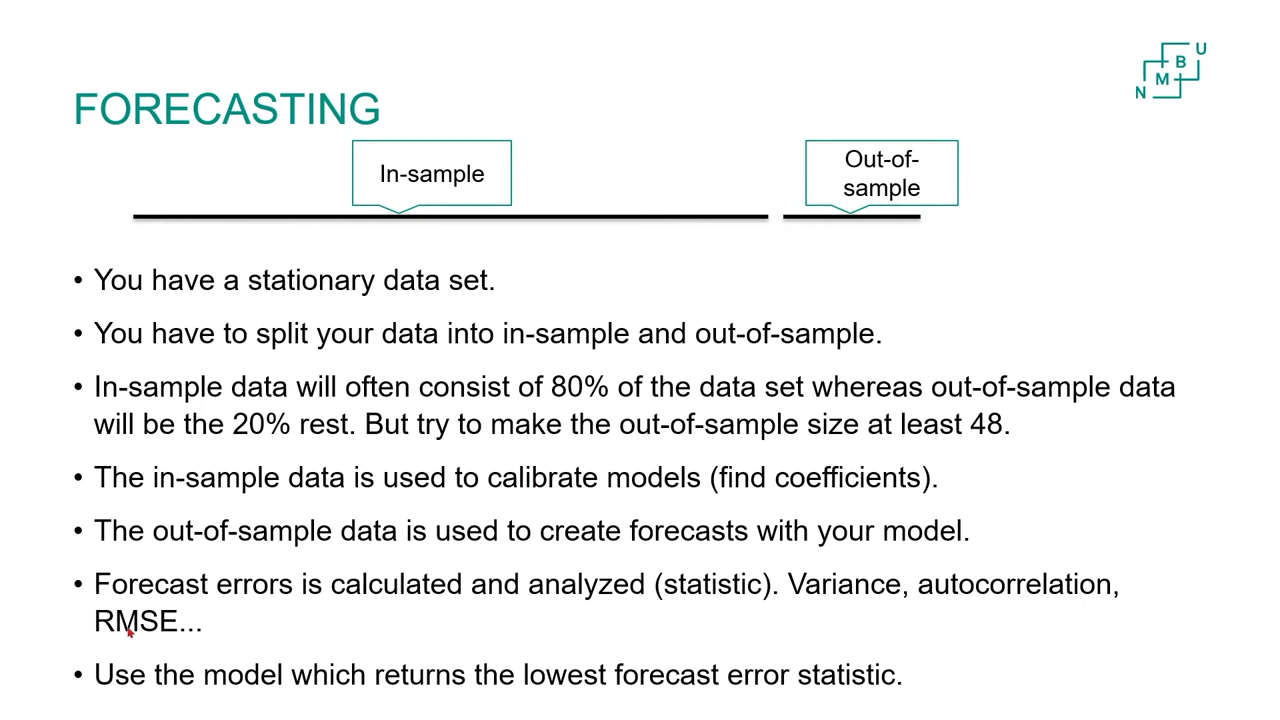 N M B U
FORECASTING
In-sample
Out-of-
sample
• You have a stationary data set.
• You have to split your data into in-sample and out-of-sample.
• In-sample data will often consist of 80% of the data set whereas out-of-sample data
will be the 20% rest. But try to make the out-of-sample size at least 48.
• The in-sample data is used to calibrate models (find coefficients).
• The out-of-sample data is used to create forecasts with your model.
• Forecast errors is calculated and analyzed (statistic). Variance, autocorrelation,
RMSE...
• Use the model which returns the lowest forecast error statistic.